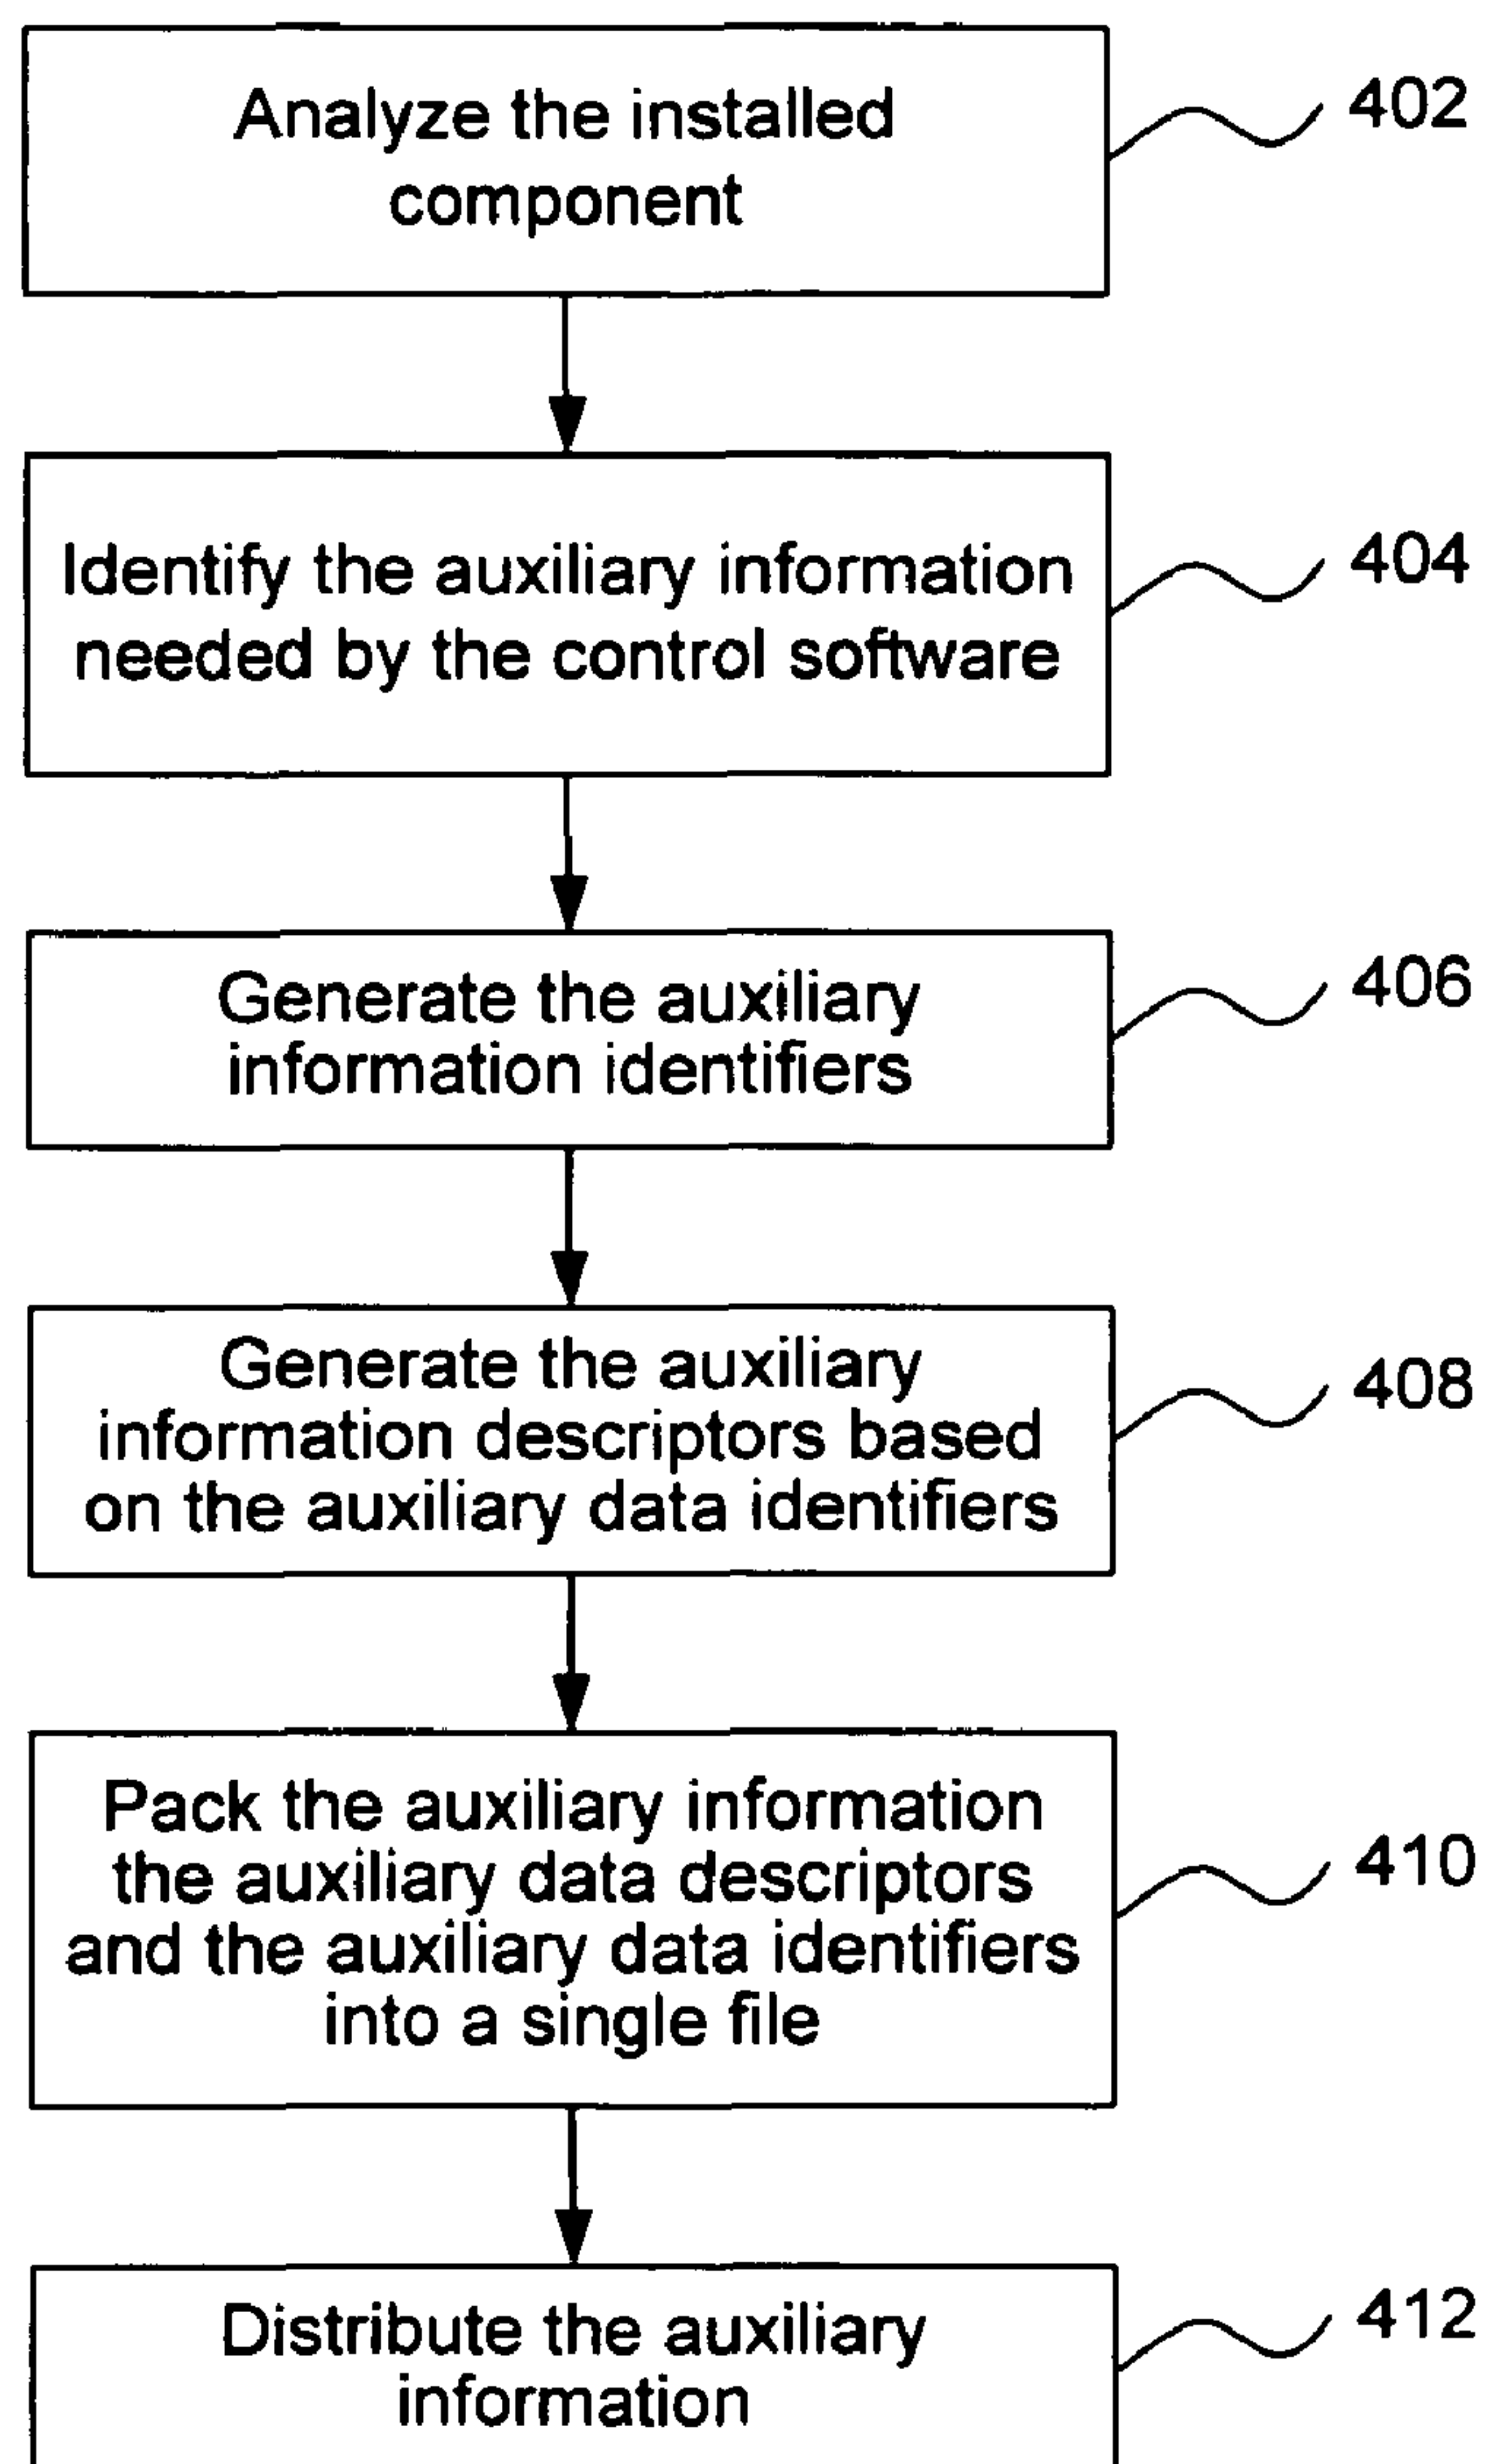 Analyze the installed
component
402
Identify the auxiliary information
needed by the control software
404
Generate the auxiliary
information identifiers
406
Generate the auxiliary
information descriptors based
on the auxiliary data identifiers
408
Pack the auxiliary information
the auxiliary data descriptors
and the auxiliary data identifiers
into a single file
410
Distribute the auxiliary
information
412